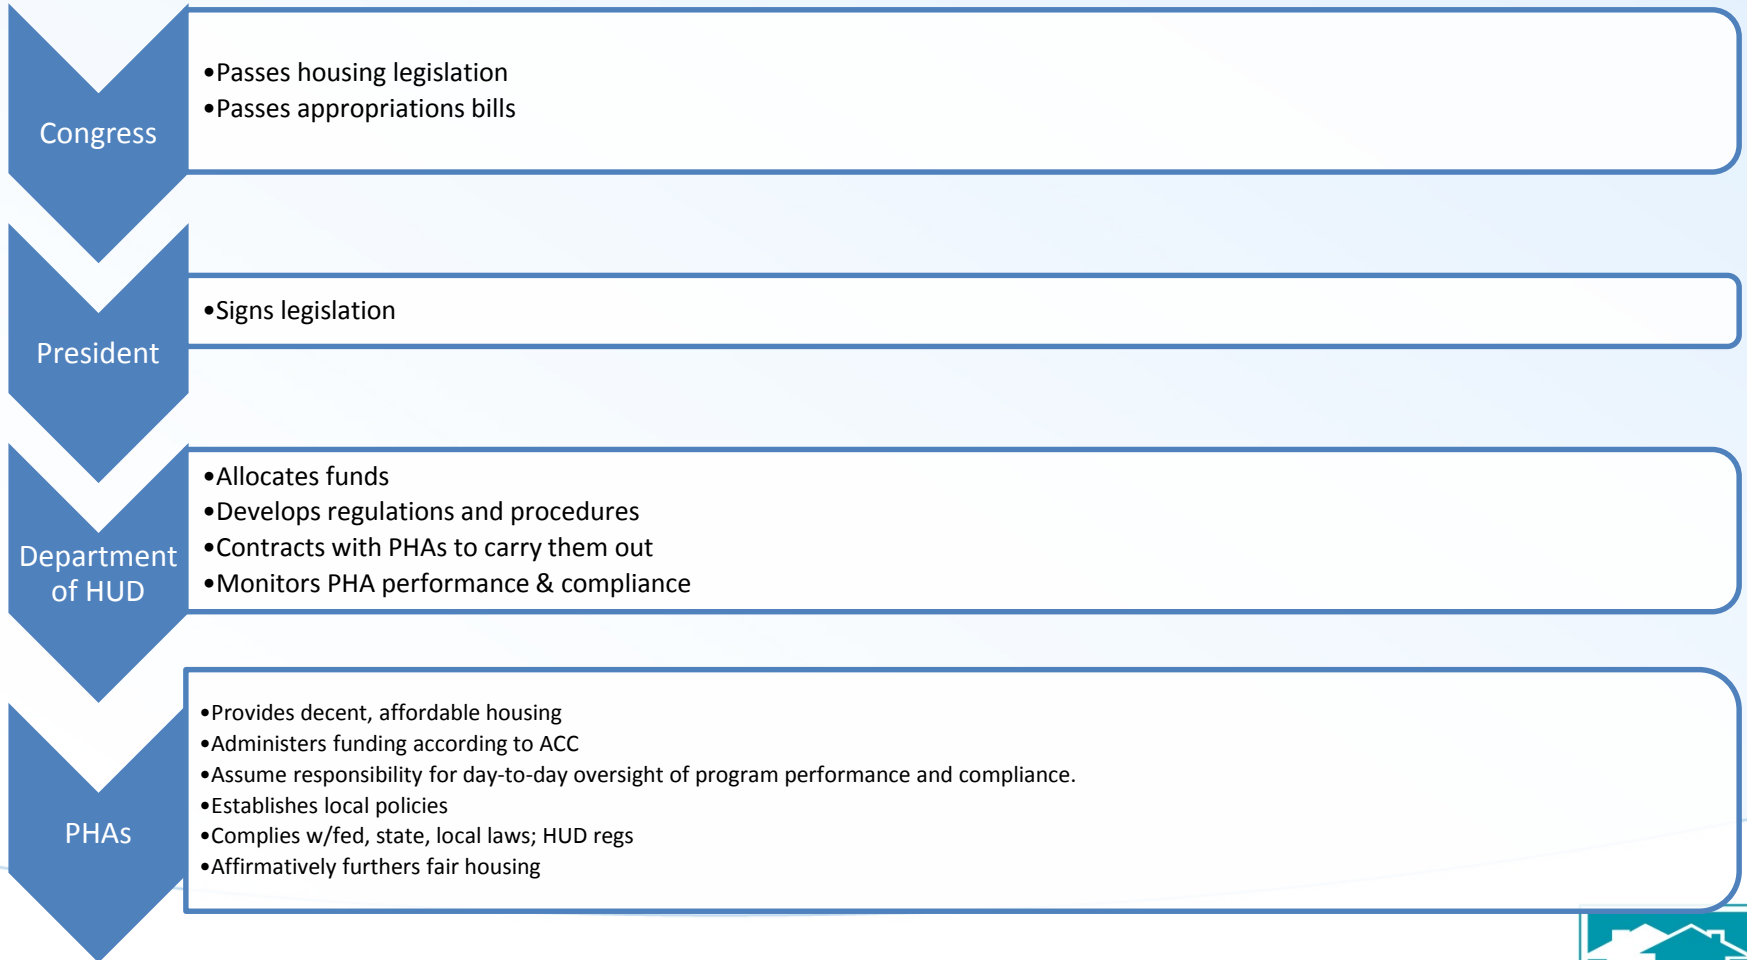 Congress
•Passes housing legislation
•Passes appropriations bills
President
•Signs legislation
Department
of HUD
•Allocates funds
•Develops regulations and procedures
•Contracts with PHAs to carry them out
•Monitors PHA performance & compliance
PHAs
•Provides decent, affordable housing
•Administers funding according to ACC
•Assume responsibility for day-to-day oversight of program performance and compliance.
•Establishes local policies
•Complies w/fed, state, local laws; HUD regs
•Affirmatively furthers fair housing